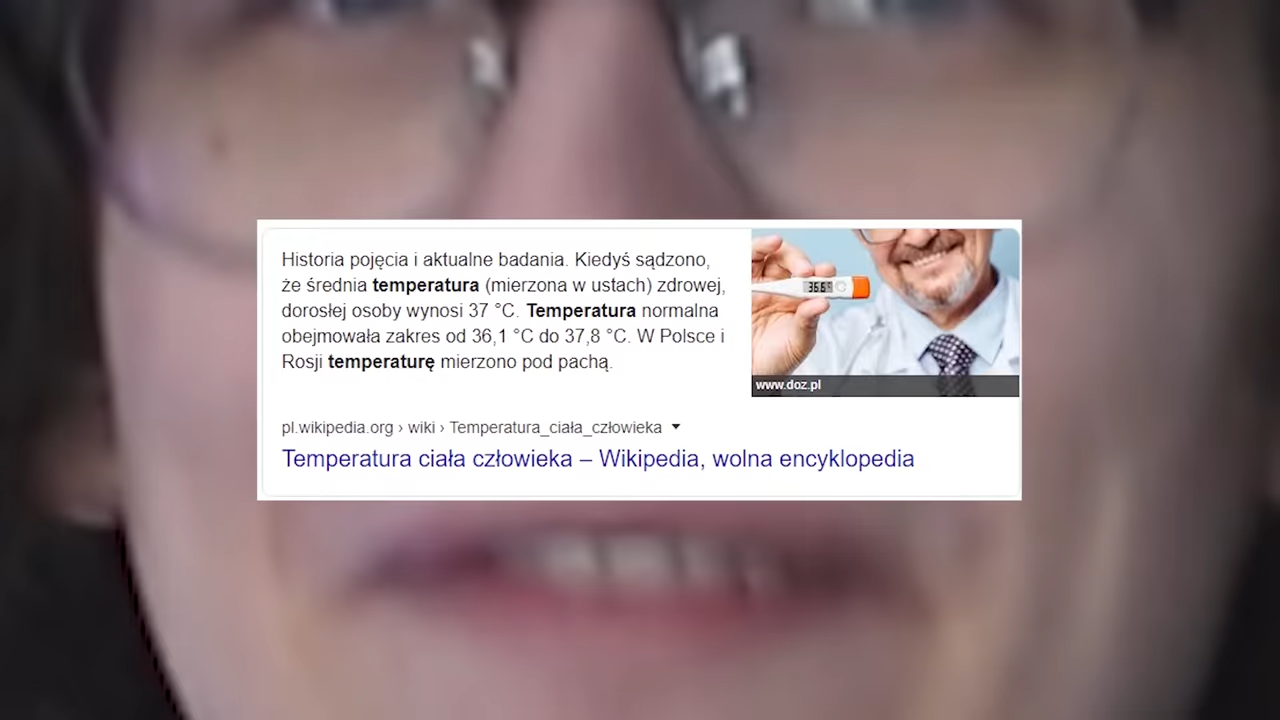 Historia pojęcia i aktualne badania. Kiedyś sądzono,
że średnia temperatura (mierzona w ustach) zdrowej,
dorosłej osoby wynosi 37 °C. Temperatura normalna
obejmowała zakres od 36,1 °C do 37,8 °C. W Polsce i
Rosji temperaturę mierzono pod pachą.
36.6°
www.doz.pl
pl.wikipedia.org › wiki › Temperatura_ciała_człowieka
Temperatura ciała człowieka – Wikipedia, wolna encyklopedia